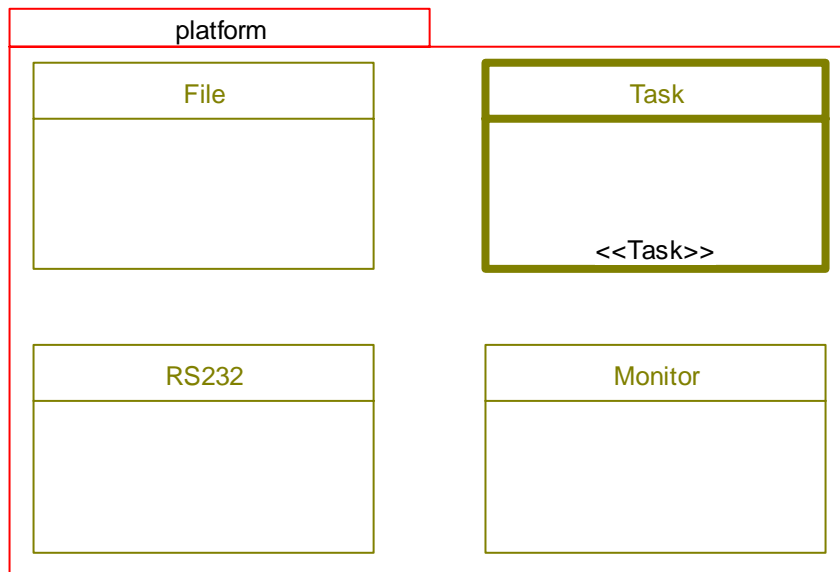 platform
File
Task
<<Task>>
RS232
Monitor